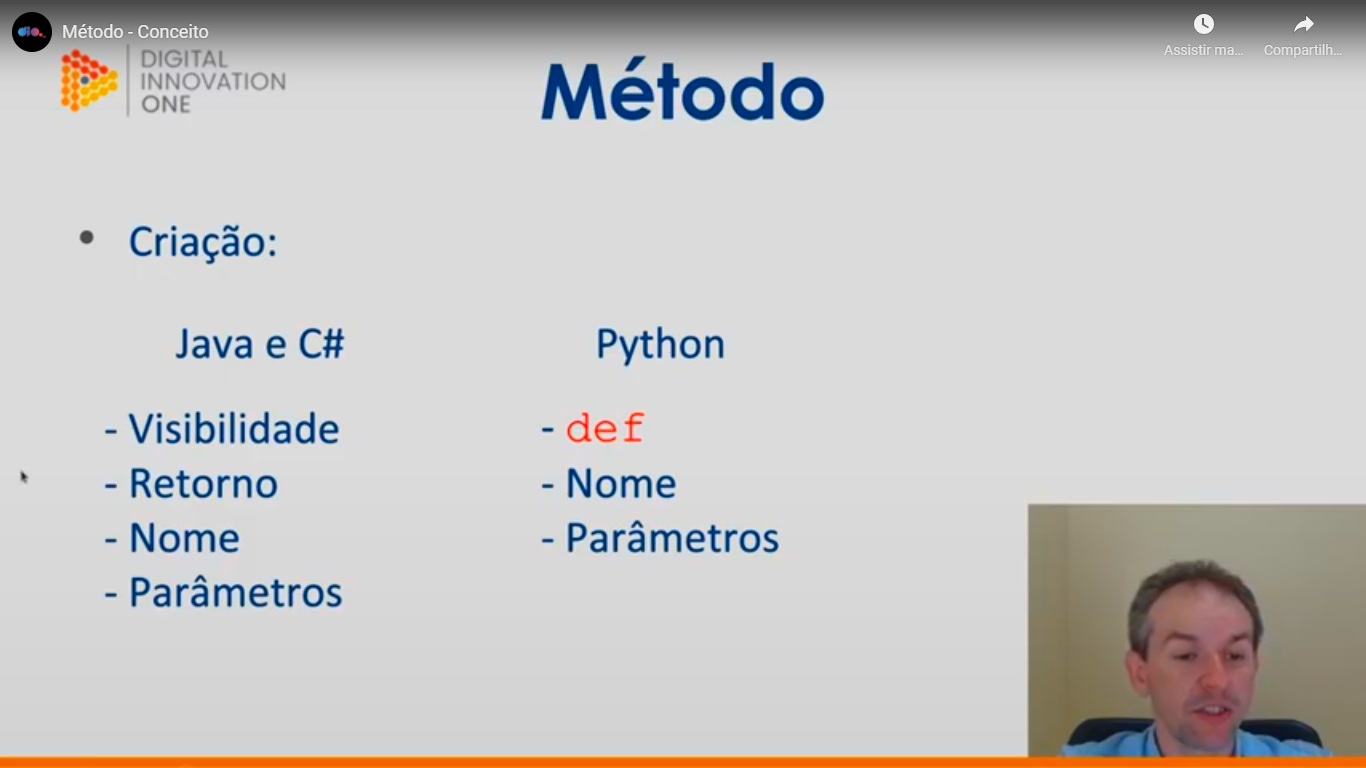 Método - Conceito
Assistir ma...
Compartilh...
DIGITAL
INNOVATION
ONE
Método
• Criação:
Java e C#
- Visibilidade
- Retorno
- Nome
- Parâmetros
Python
- def
- Nome
- Parâmetros